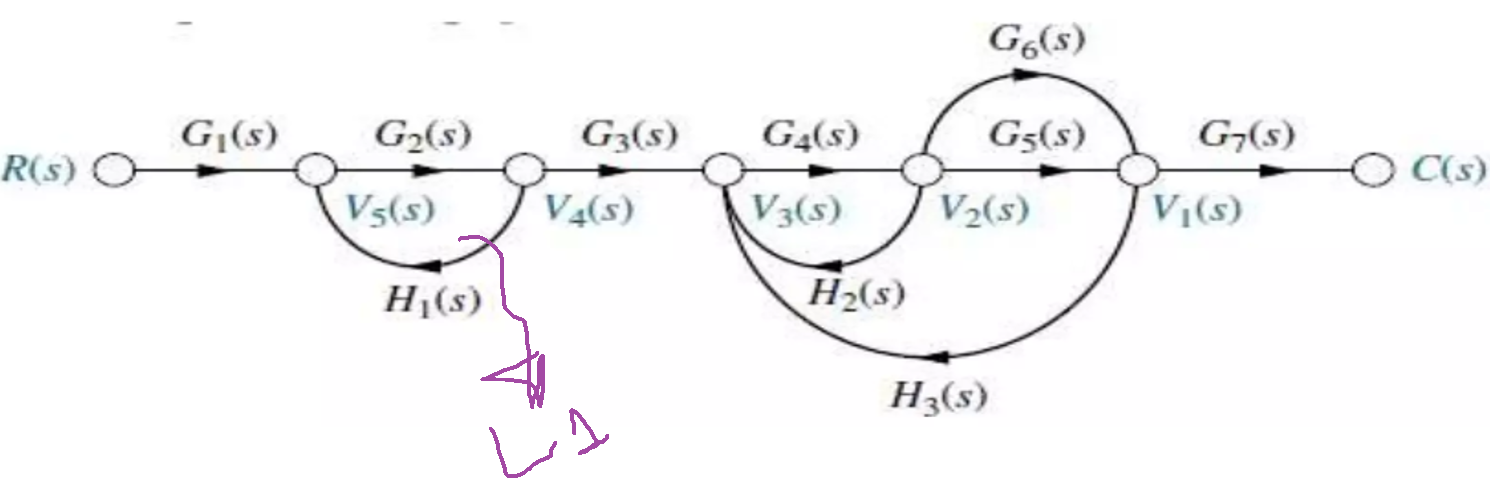 G₆(s)
G₁(s) G₂(s) G₃(s) G₄(s) G₅(s) G₇(s)
R(s) C(s)
V₅(s) V₄(s) V₃(s) V₂(s) V₁(s)
H₁(s) H₂(s)
H₃(s)
L1